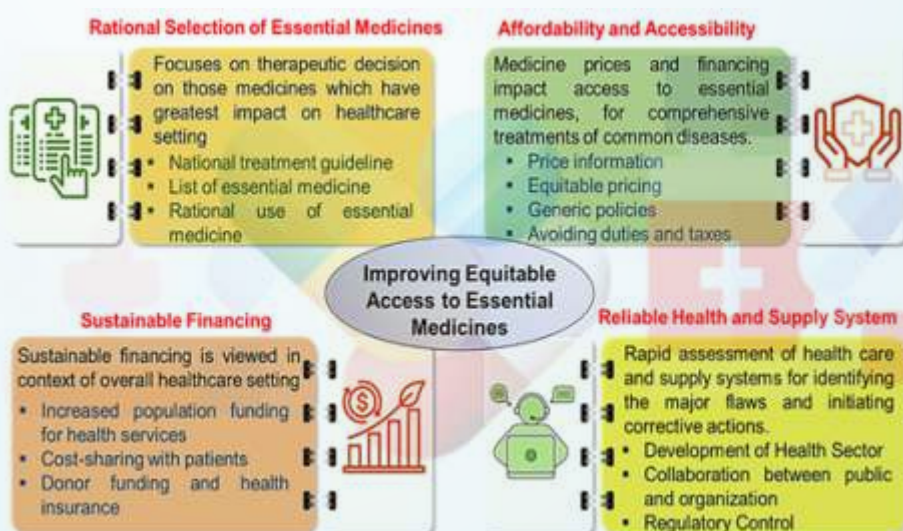 Rational Selection of Essential Medicines
Focuses on therapeutic decision
on those medicines which have
greatest impact on healthcare
setting
▪ National treatment guideline
▪ List of essential medicine
▪ Rational use of essential
medicine
Affordability and Accessibility
Medicine prices and financing
impact access to essential
medicines, for comprehensive
treatments of common diseases.
▪ Price information
▪ Equitable pricing
▪ Generic policies
▪ Avoiding duties and taxes
Improving Equitable
Access to Essential
Medicines
Sustainable Financing
Sustainable financing is viewed in
context of overall healthcare setting
▪ Increased population funding
for health services
▪ Cost-sharing with patients
▪ Donor funding and health
insurance
$
Reliable Health and Supply System
Rapid assessment of health care
and supply systems for identifying
the major flaws and initiating
corrective actions.
▪ Development of Health Sector
▪ Collaboration between public
and organization
▪ Regulatory Control